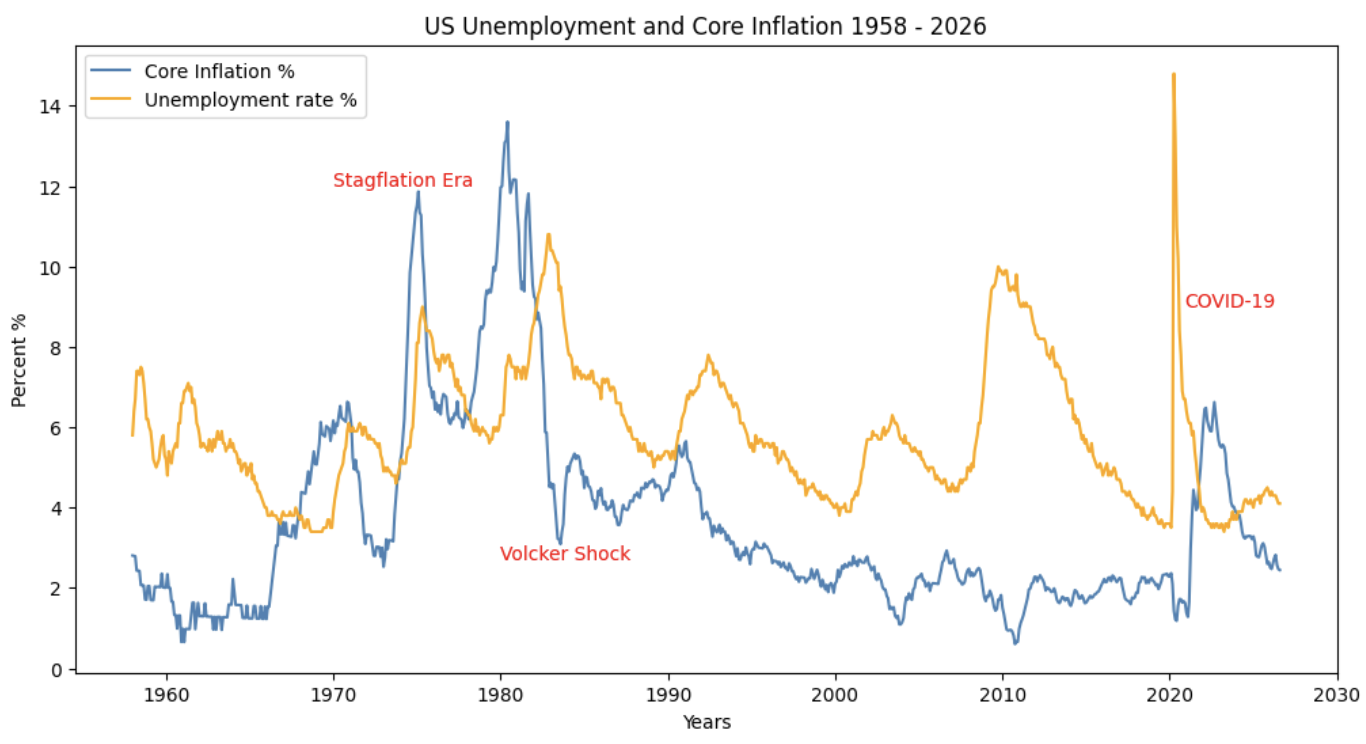 US Unemployment and Core Inflation 1958 - 2026
Core Inflation %
Unemployment rate %
Stagflation Era
COVID-19
Volcker Shock
Percent %
14
12
10
8
6
4
2
0
1960 1970 1980 1990 2000 2010 2020 2030
Years